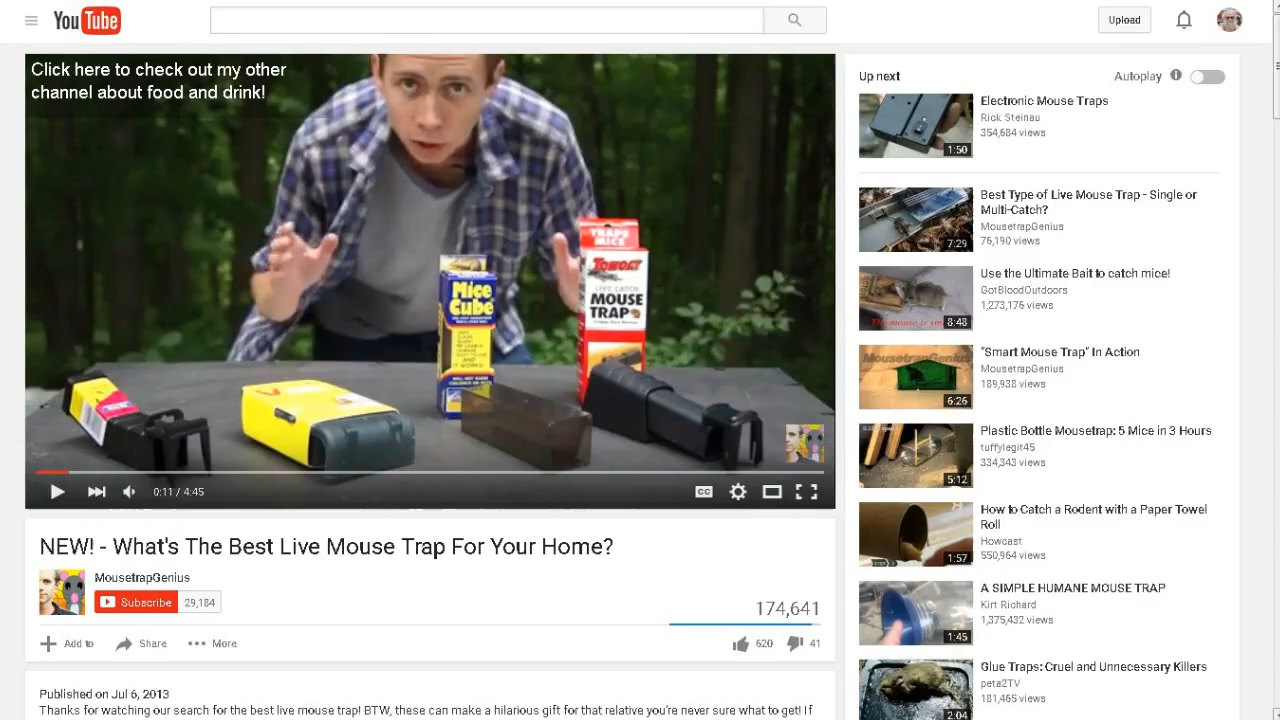 YouTube
Upload
Click here to check out my other
channel about food and drink!
TRAPS
MICE
TOMCAT
LIVE CATCH
MOUSE
TRAP
Mice
Cube
0:11 / 4:45
CC
NEW! - What's The Best Live Mouse Trap For Your Home?
MousetrapGenius
Subscribe 29,184
174,641
Add to Share More 620 41
Published on Jul 6, 2013
Thanks for watching our search for the best live mouse trap! BTW, these can make a hilarious gift for that relative you're never sure what to get! If
Up next Autoplay
Electronic Mouse Traps
Rick Steinau
354,684 views
1:50
Best Type of Live Mouse Trap - Single or
Multi-Catch?
MousetrapGenius
76,190 views
7:29
Use the Ultimate Bait to catch mice!
GotBloodOutdoors
1,273,176 views
8:48
"Smart Mouse Trap" In Action
MousetrapGenius
189,938 views
MousetrapGenius
6:26
Plastic Bottle Mousetrap: 5 Mice in 3 Hours
tuffylegit45
334,343 views
5:12
How to Catch a Rodent with a Paper Towel
Roll
Howcast
550,964 views
1:57
A SIMPLE HUMANE MOUSE TRAP
Kirt Richard
1,375,432 views
1:45
Glue Traps: Cruel and Unnecessary Killers
peta2TV
181,465 views
2:04